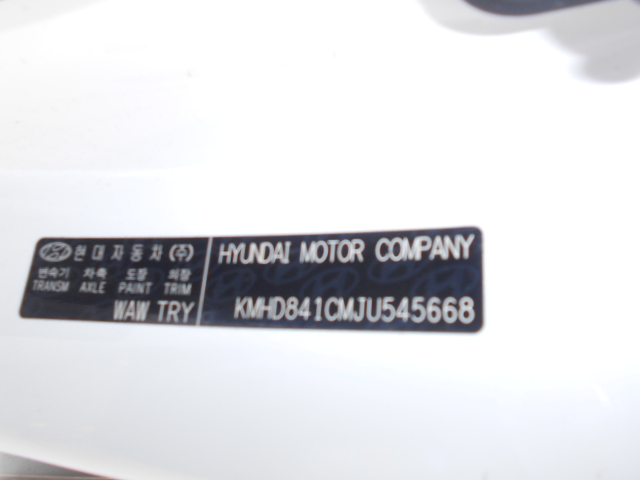 현대자동차(주)
변속기 차축 도장 의장
TRANSM AXLE PAINT TRIM
WAW TRY
HYUNDAI MOTOR COMPANY
KMHD841CMJU545668